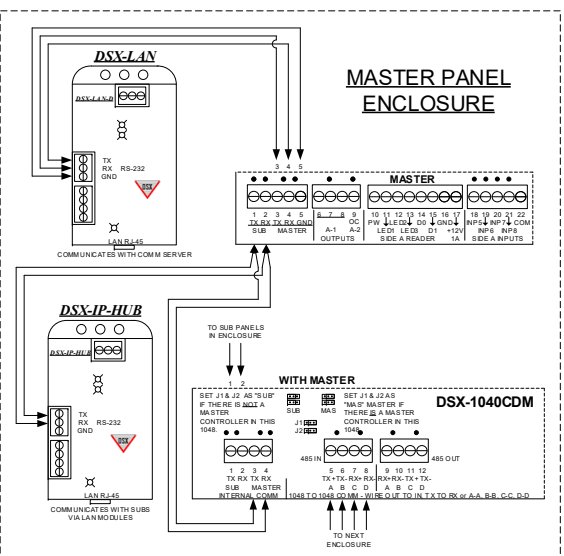 DSX-LAN
DSX-LAN-D
TX
RX RS-232
GND
DSX
LAN RJ-45
COMMUNICATES WITH COMM SERVER
MASTER PANEL
ENCLOSURE
3 4 5
MASTER
1 2 3 4 5
TX RX TX RX GND
SUB MASTER
6 7 8 9
OC
A-1 A-2
OUTPUTS
10 11 12 13 14 15 16 17
PW LED2 D0 GND
LED1 LED3 D1 +12V
SIDE A READER 1A
18 19 20 21 22
INP5 INP7 COM
INP6 INP8
SIDE A INPUTS
DSX-IP-HUB
DSX-IP-HUB
TX
RX RS-232
GND
DSX
LAN RJ-45
COMMUNICATES WITH SUBS
VIA LAN MODULES
TO SUB PANELS
IN ENCLOSURE
1 2
WITH MASTER
DSX-1040CDM
SET J1 & J2 AS "SUB"
IF THERE IS NOT A
MASTER
CONTROLLER IN THIS
1048.
SUB
MAS
J1
J2
SET J1 & J2 AS
"MAS" MASTER IF
THERE IS A MASTER
CONTROLLER IN THIS
1048
485 IN
485 OUT
1 2 3 4
TX RX TX RX
SUB MASTER
INTERNAL COMM
5 6 7 8 9 10 11 12
TX+ TX- RX+ RX- RX+ RX- TX+ TX-
A B C D A B C D
1048 TO 1048 COMM - WIRE OUT TO IN, TX TO RX or A-A, B-B, C-C, D-D
TO NEXT
ENCLOSURE